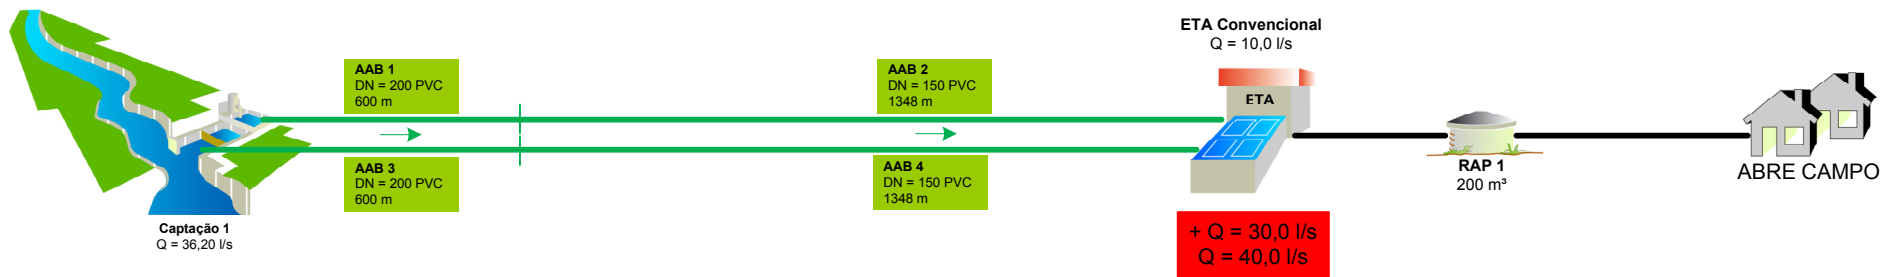 ETA Convencional
Q = 10,0 l/s
AAB 1
DN = 200 PVC
600 m
AAB 2
DN = 150 PVC
1348 m
ETA
AAB 3
DN = 200 PVC
600 m
AAB 4
DN = 150 PVC
1348 m
RAP 1
200 m³
ABRE CAMPO
Captação 1
Q = 36,20 l/s
+ Q = 30,0 l/s
Q = 40,0 l/s